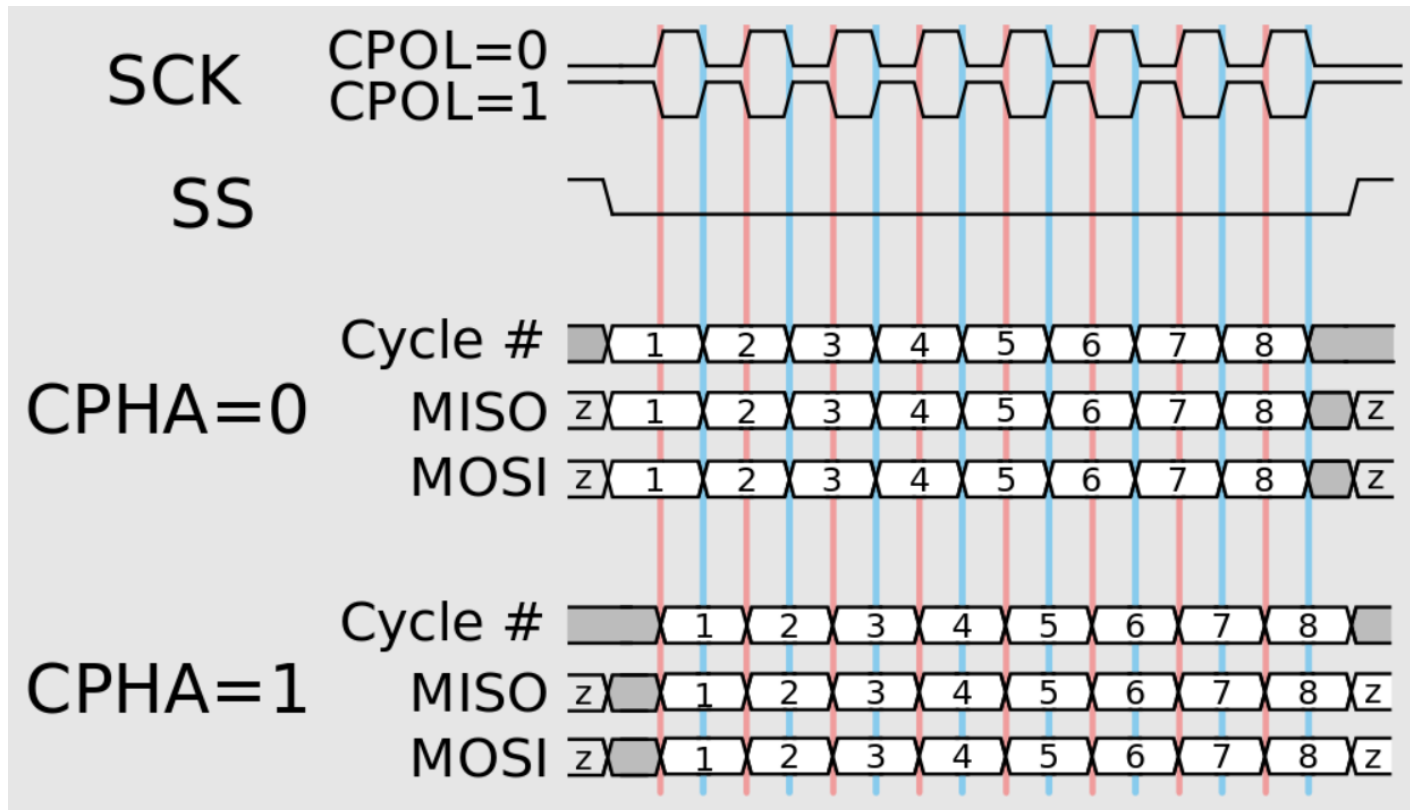 SCK CPOL=0
CPOL=1
SS
Cycle # 1 2 3 4 5 6 7 8
CPHA=0
MISO z 1 2 3 4 5 6 7 8 z
MOSI z 1 2 3 4 5 6 7 8 z
Cycle # 1 2 3 4 5 6 7 8
CPHA=1
MISO z 1 2 3 4 5 6 7 8 z
MOSI z 1 2 3 4 5 6 7 8 z